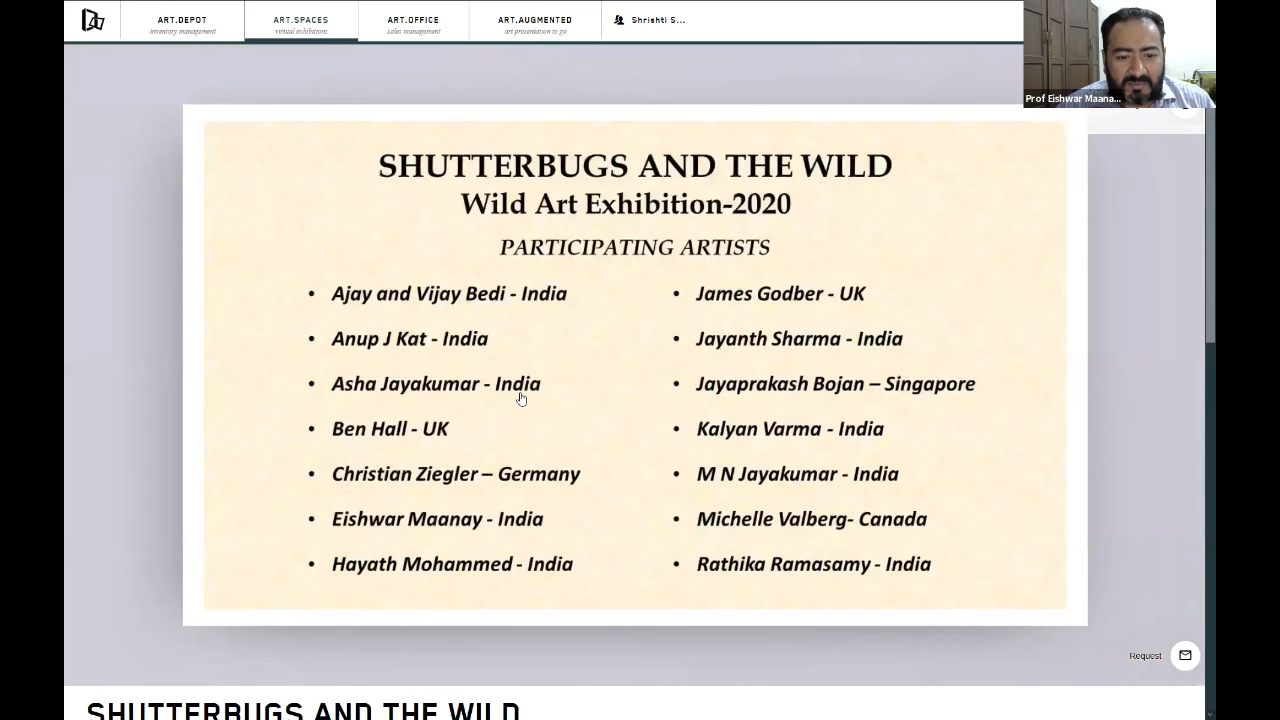 ART.DEPOT
inventory management
ART.SPACES
virtual exhibitions
ART.OFFICE
sales management
ART.AUGMENTED
art presentation to go
Shrishti S...
Prof Eishwar Maana...
SHUTTERBUGS AND THE WILD
Wild Art Exhibition-2020
PARTICIPATING ARTISTS
• Ajay and Vijay Bedi - India
• Anup J Kat - India
• Asha Jayakumar - India
• Ben Hall - UK
• Christian Ziegler – Germany
• Eishwar Maanay - India
• Hayath Mohammed - India
• James Godber - UK
• Jayanth Sharma - India
• Jayaprakash Bojan – Singapore
• Kalyan Varma - India
• M N Jayakumar - India
• Michelle Valberg- Canada
• Rathika Ramasamy - India
Request
SHUTTERBUGS AND THE WILD